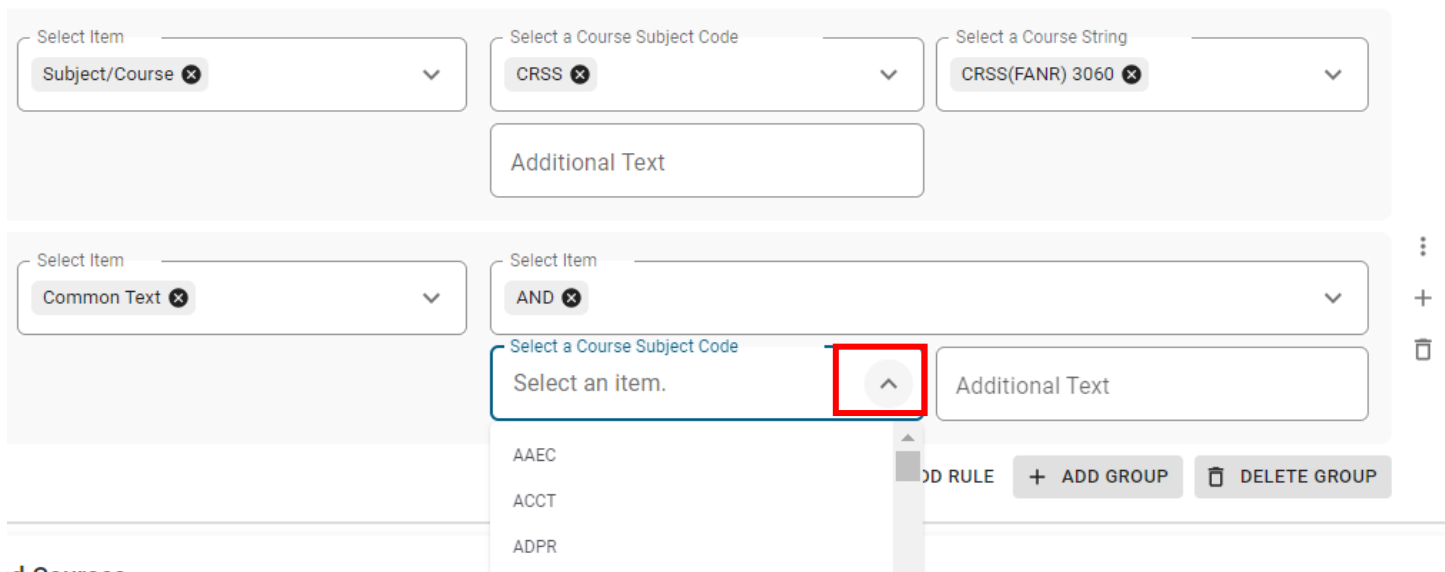 Select Item
Select a Course Subject Code
Select a Course String
Subject/Course
CRSS
CRSS(FANR) 3060
Additional Text
Select Item
Select Item
Common Text
AND
Select a Course Subject Code
Select an item.
Additional Text
AAEC
RULE
+ ADD GROUP
DELETE GROUP
ACCT
ADPR